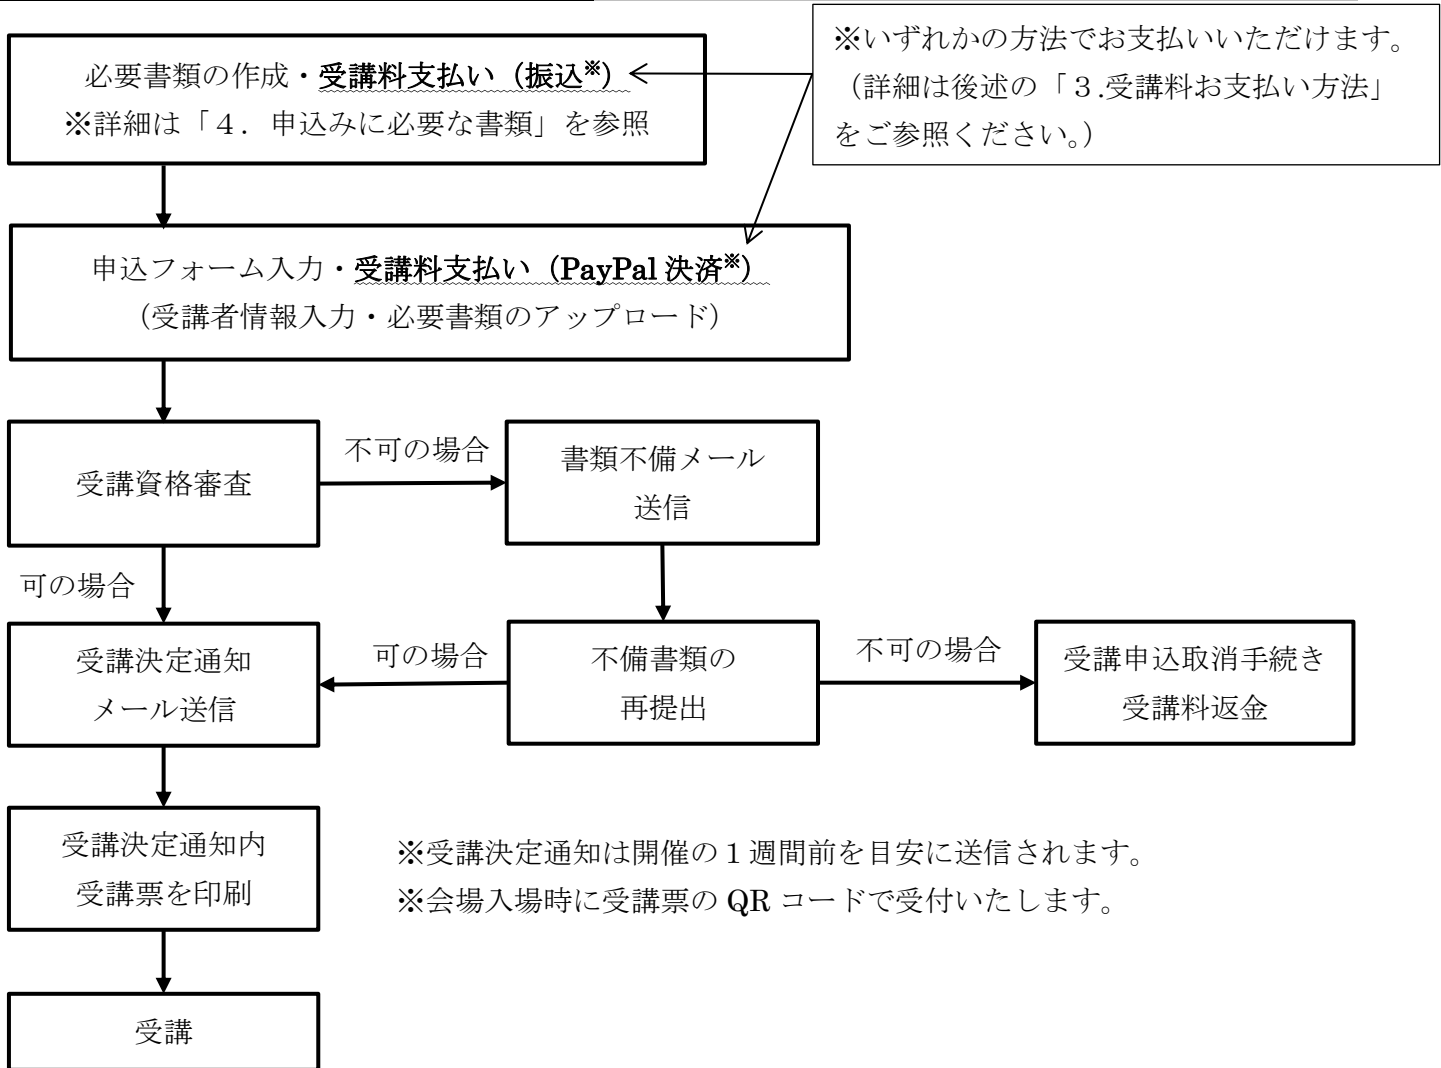 必要書類の作成・受講料支払い（振込※）
※詳細は「４．申込みに必要な書類」を参照
※いずれかの方法でお支払いいただけます。
（詳細は後述の「３.受講料お支払い方法」
をご参照ください。）
申込フォーム入力・受講料支払い（PayPal 決済※）
（受講者情報入力・必要書類のアップロード）
受講資格審査
不可の場合
書類不備メール
送信
可の場合
受講決定通知
メール送信
可の場合
不備書類の
再提出
不可の場合
受講申込取消手続き
受講料返金
受講決定通知内
受講票を印刷
※受講決定通知は開催の１週間前を目安に送信されます。
※会場入場時に受講票の QR コードで受付いたします。
受講